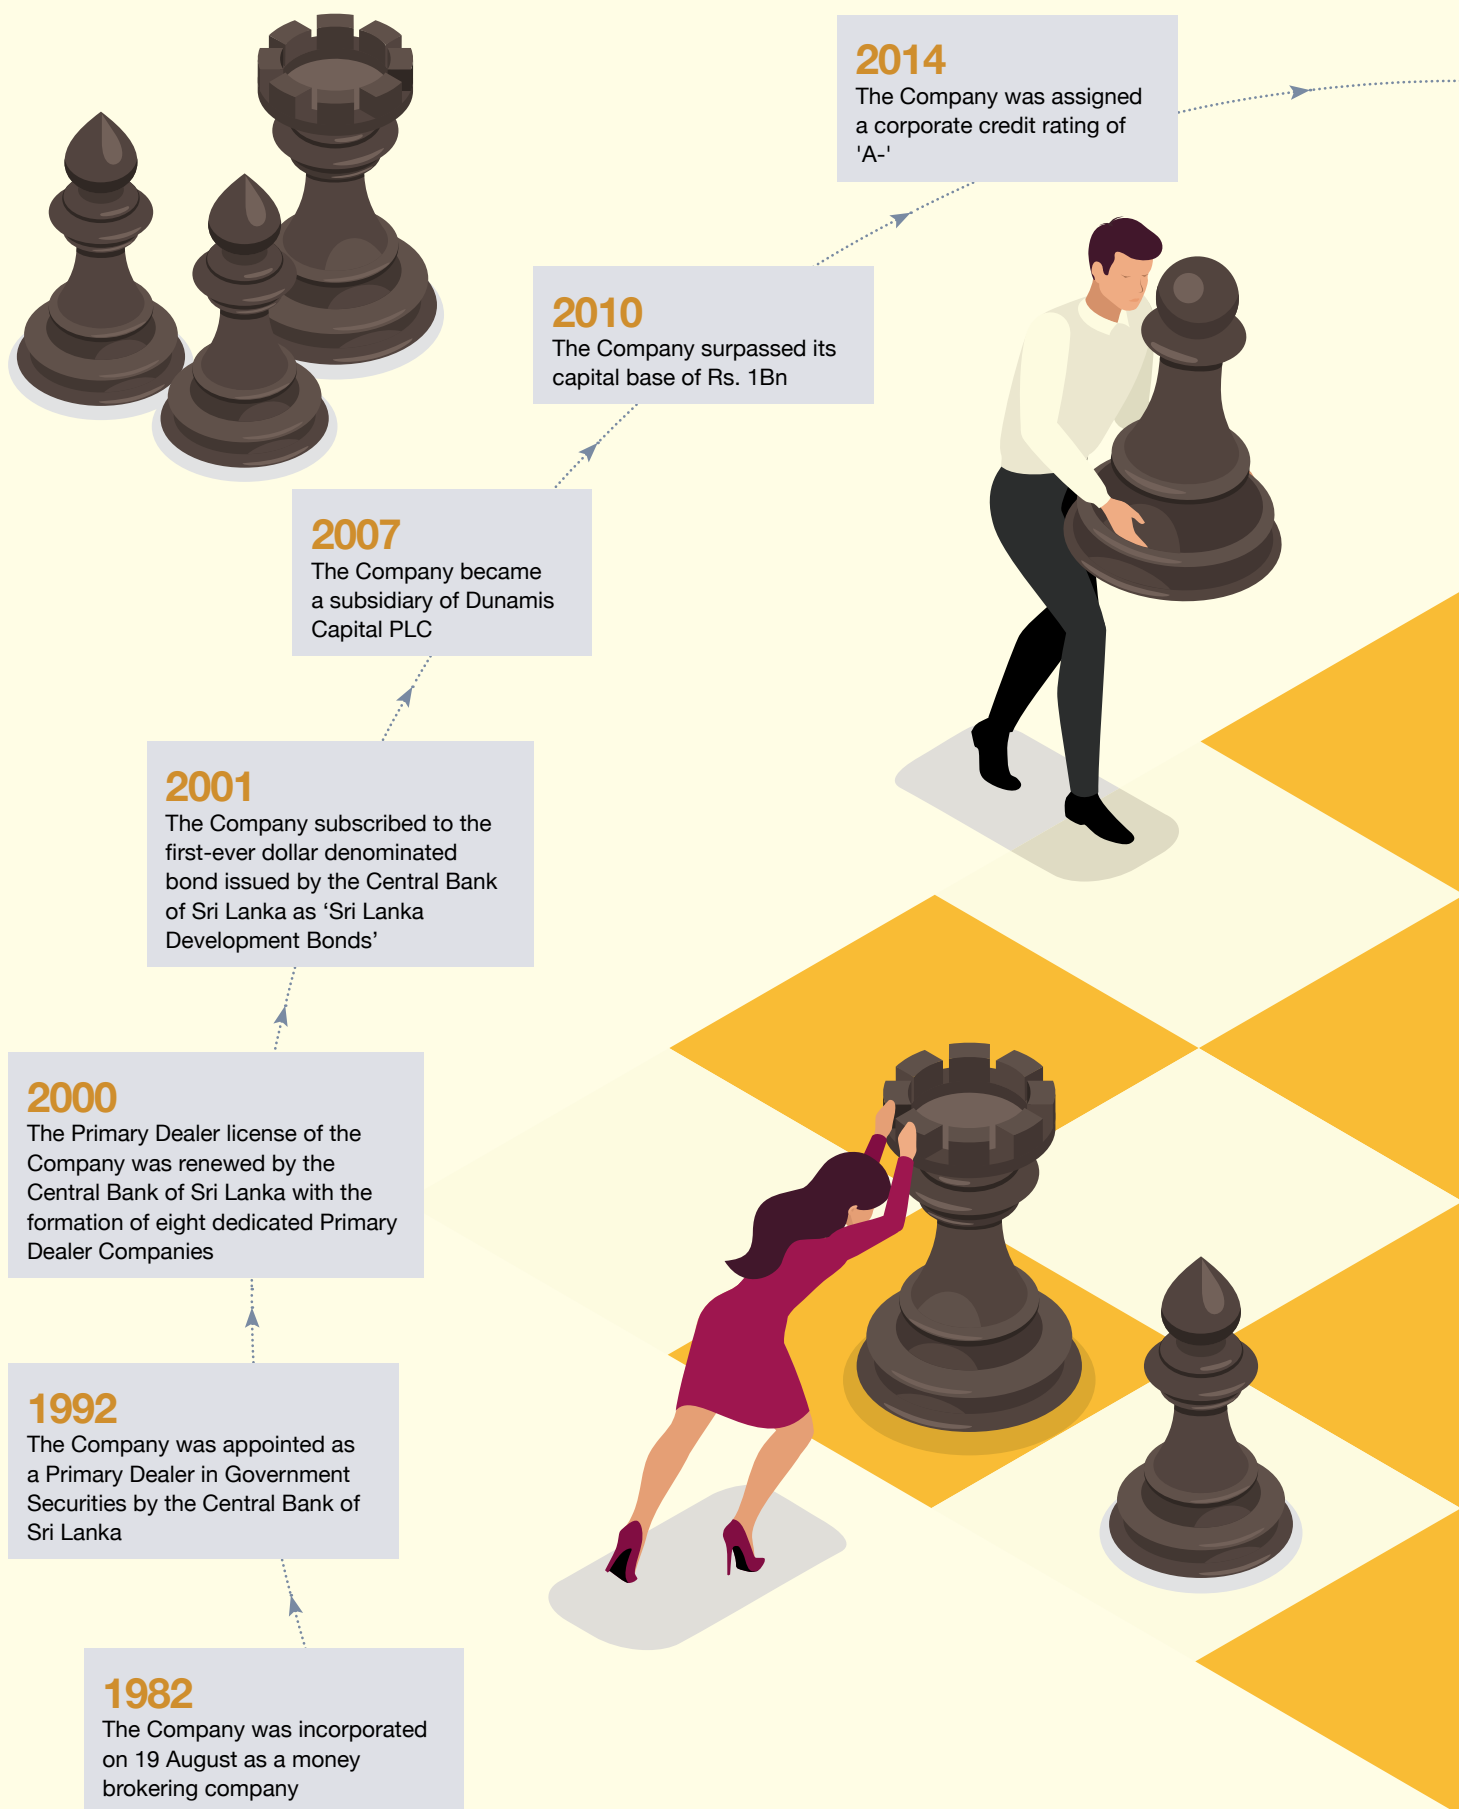 2014
The Company was assigned
a corporate credit rating of
'A-'
2010
The Company surpassed its
capital base of Rs. 1Bn
2007
The Company became
a subsidiary of Dunamis
Capital PLC
2001
The Company subscribed to the
first-ever dollar denominated
bond issued by the Central Bank
of Sri Lanka as ‘Sri Lanka
Development Bonds’
2000
The Primary Dealer license of the
Company was renewed by the
Central Bank of Sri Lanka with the
formation of eight dedicated Primary
Dealer Companies
1992
The Company was appointed as
a Primary Dealer in Government
Securities by the Central Bank of
Sri Lanka
1982
The Company was incorporated
on 19 August as a money
brokering company